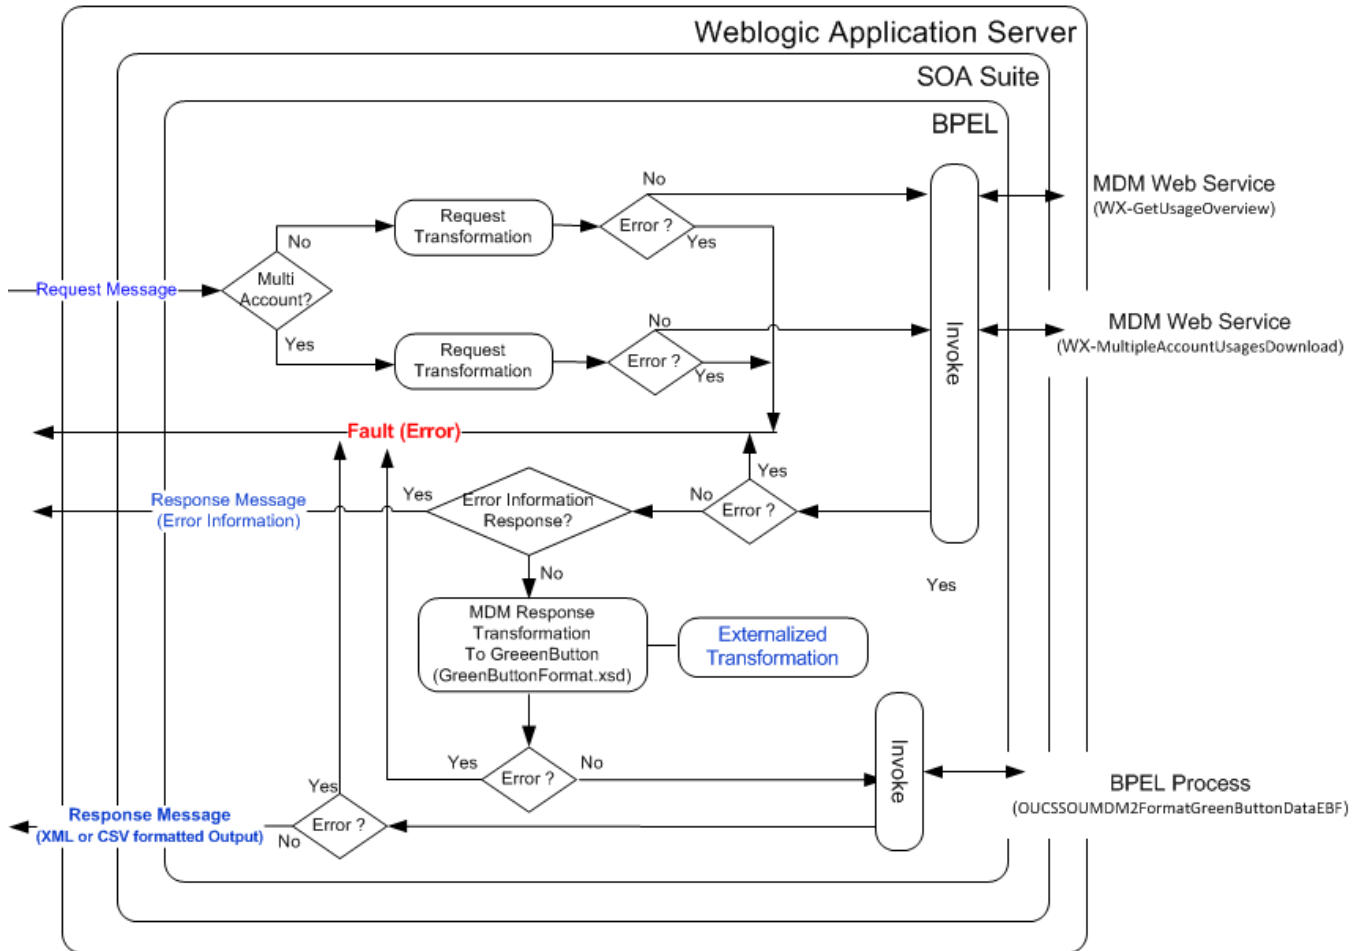 Weblogic Application Server
SOA Suite
BPEL
No
MDM Web Service
(WX-GetUsageOverview)
Request
Transformation
Error ?
Yes
No
Request Message
Multi
Account?
No
MDM Web Service
(WX-MultipleAccountUsagesDownload)
Yes
Request
Transformation
Error ?
Yes
Invoke
Fault (Error)
Yes
Response Message
(Error Information)
Yes
Error Information
Response?
No
Error ?
No
Yes
MDM Response
Transformation
To GreeenButton
(GreenButtonFormat.xsd)
Externalized
Transformation
Yes
Error ?
No
Invoke
BPEL Process
(OUCSSOUMDM2FormatGreenButtonDataEBF)
Yes
Response Message
(XML or CSV formatted Output)
No
Error ?